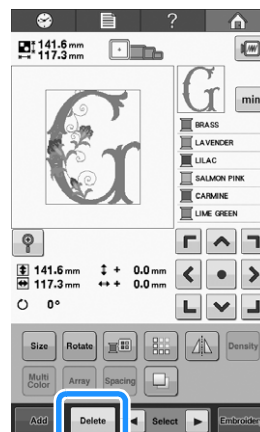 ?
141.6 mm
117.3 mm
G
G
min
BRASS
LAVENDER
LILAC
SALMON PINK
CARMINE
LIME GREEN
141.6 mm + 0.0 mm
117.3 mm + 0.0 mm
0°
Size Rotate Density
Multi Color Array Spacing
Add Delete Select Embroider